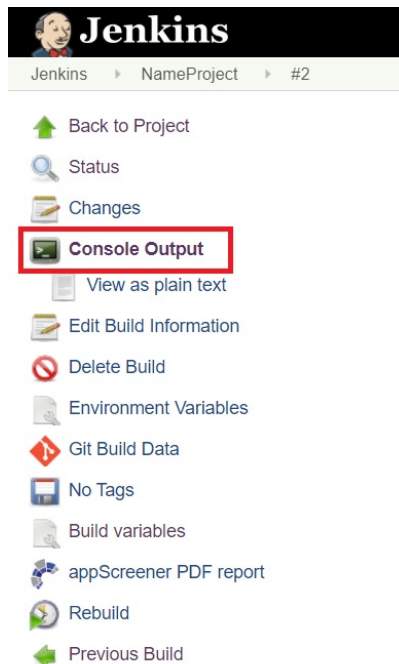 Jenkins
Jenkins NameProject #2
Back to Project
Status
Changes
Console Output
View as plain text
Edit Build Information
Delete Build
Environment Variables
Git Build Data
No Tags
Build variables
appScreener PDF report
Rebuild
Previous Build